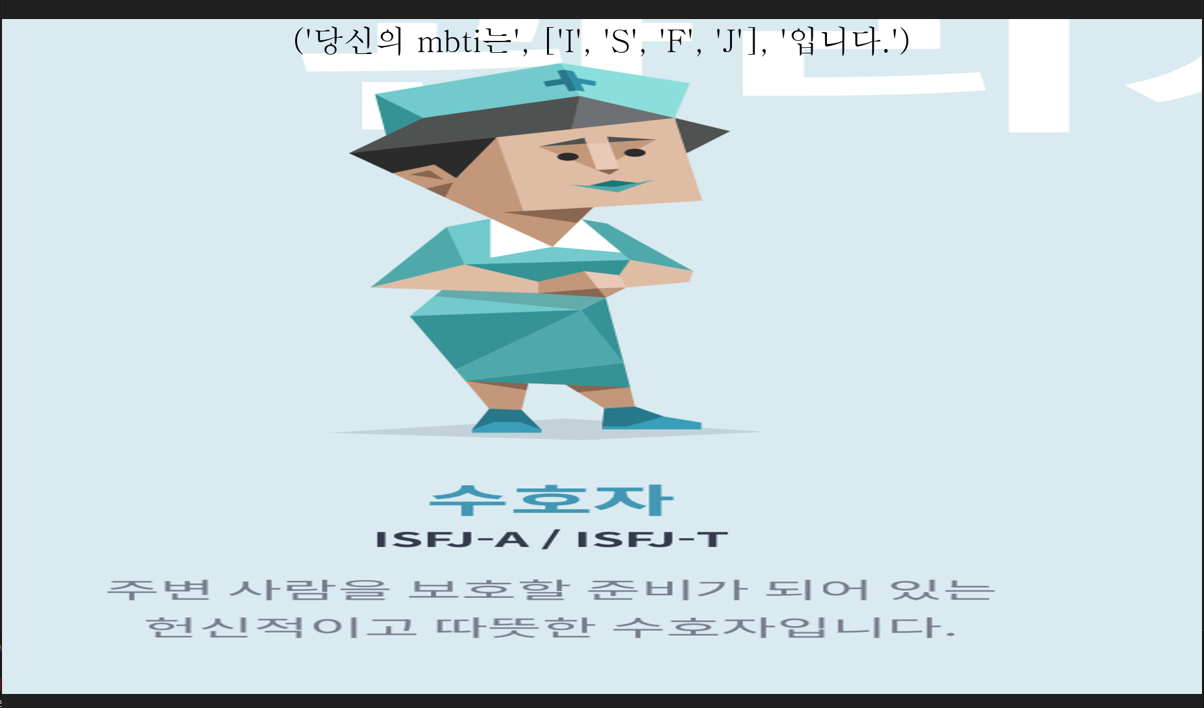 ('당신의 mbti는', ['I', 'S', 'F', 'J'], '입니다.')
수호자
ISFJ-A / ISFJ-T
주변 사람을 보호할 준비가 되어 있는
헌신적이고 따뜻한 수호자입니다.